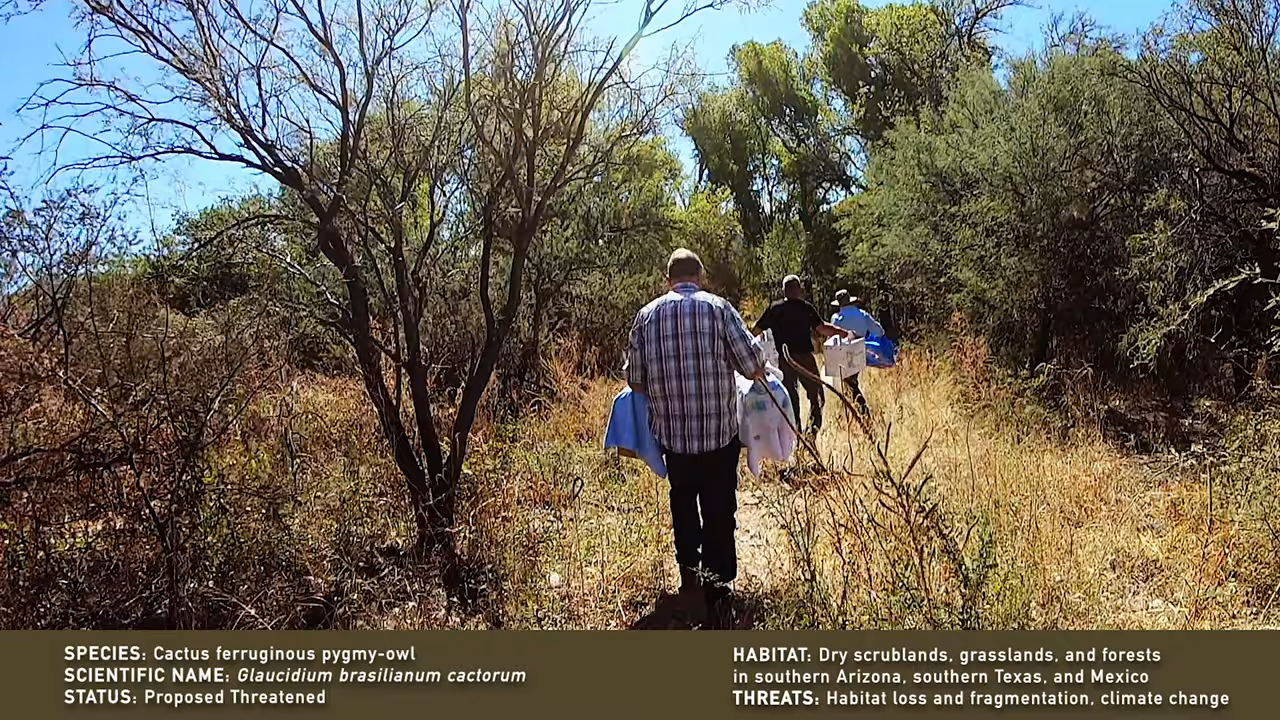 SPECIES: Cactus ferruginous pygmy-owl
SCIENTIFIC NAME: Glaucidium brasilianum cactorum
STATUS: Proposed Threatened
HABITAT: Dry scrublands, grasslands, and forests
in southern Arizona, southern Texas, and Mexico
THREATS: Habitat loss and fragmentation, climate change